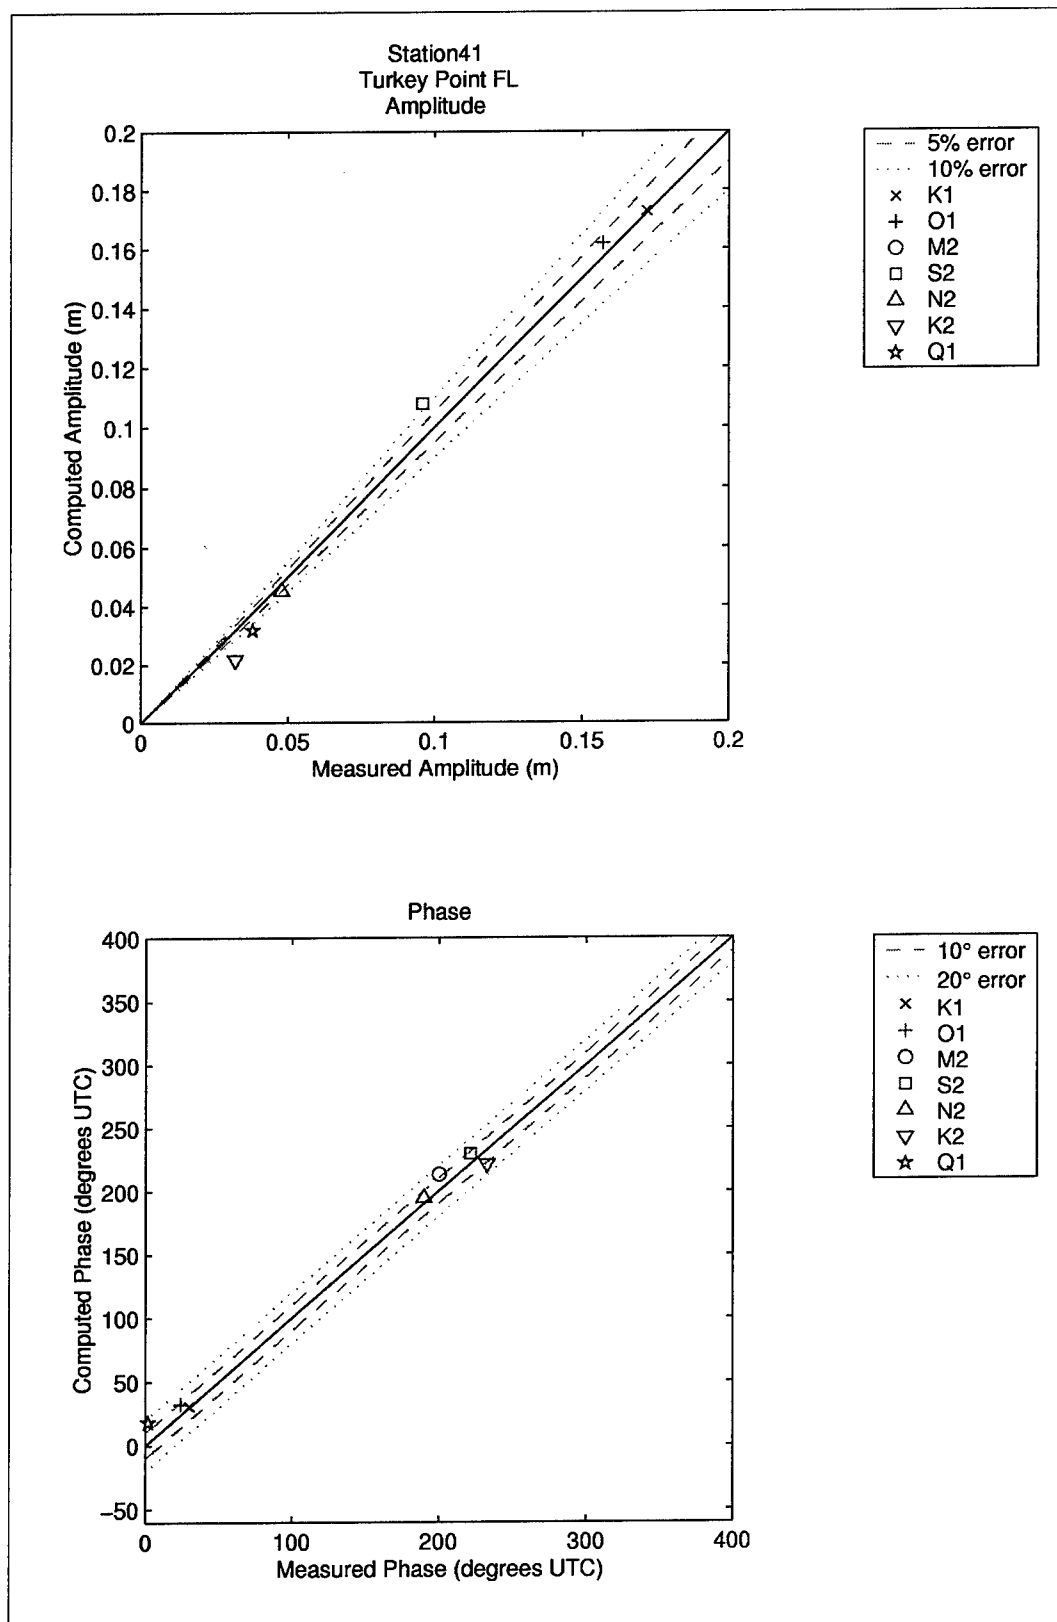 Station41
Turkey Point FL
Amplitude
0.2
0.18
0.16
0.14
0.12
0.1
0.08
0.06
0.04
0.02
0
Computed Amplitude (m)
0 0.05 0.1 0.15 0.2
Measured Amplitude (m)
5% error
10% error
K1
O1
M2
S2
N2
K2
Q1
Phase
400
350
300
250
200
150
100
50
0
−50
Computed Phase (degrees UTC)
0 100 200 300 400
Measured Phase (degrees UTC)
10° error
20° error
K1
O1
M2
S2
N2
K2
Q1